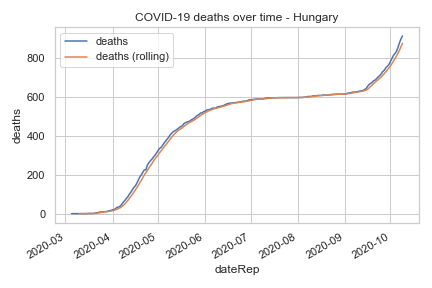 COVID-19 deaths over time - Hungary
deaths
deaths (rolling)
deaths
800
600
400
200
0
2020-03
2020-04
2020-05
2020-06
2020-07
2020-08
2020-09
2020-10
dateRep